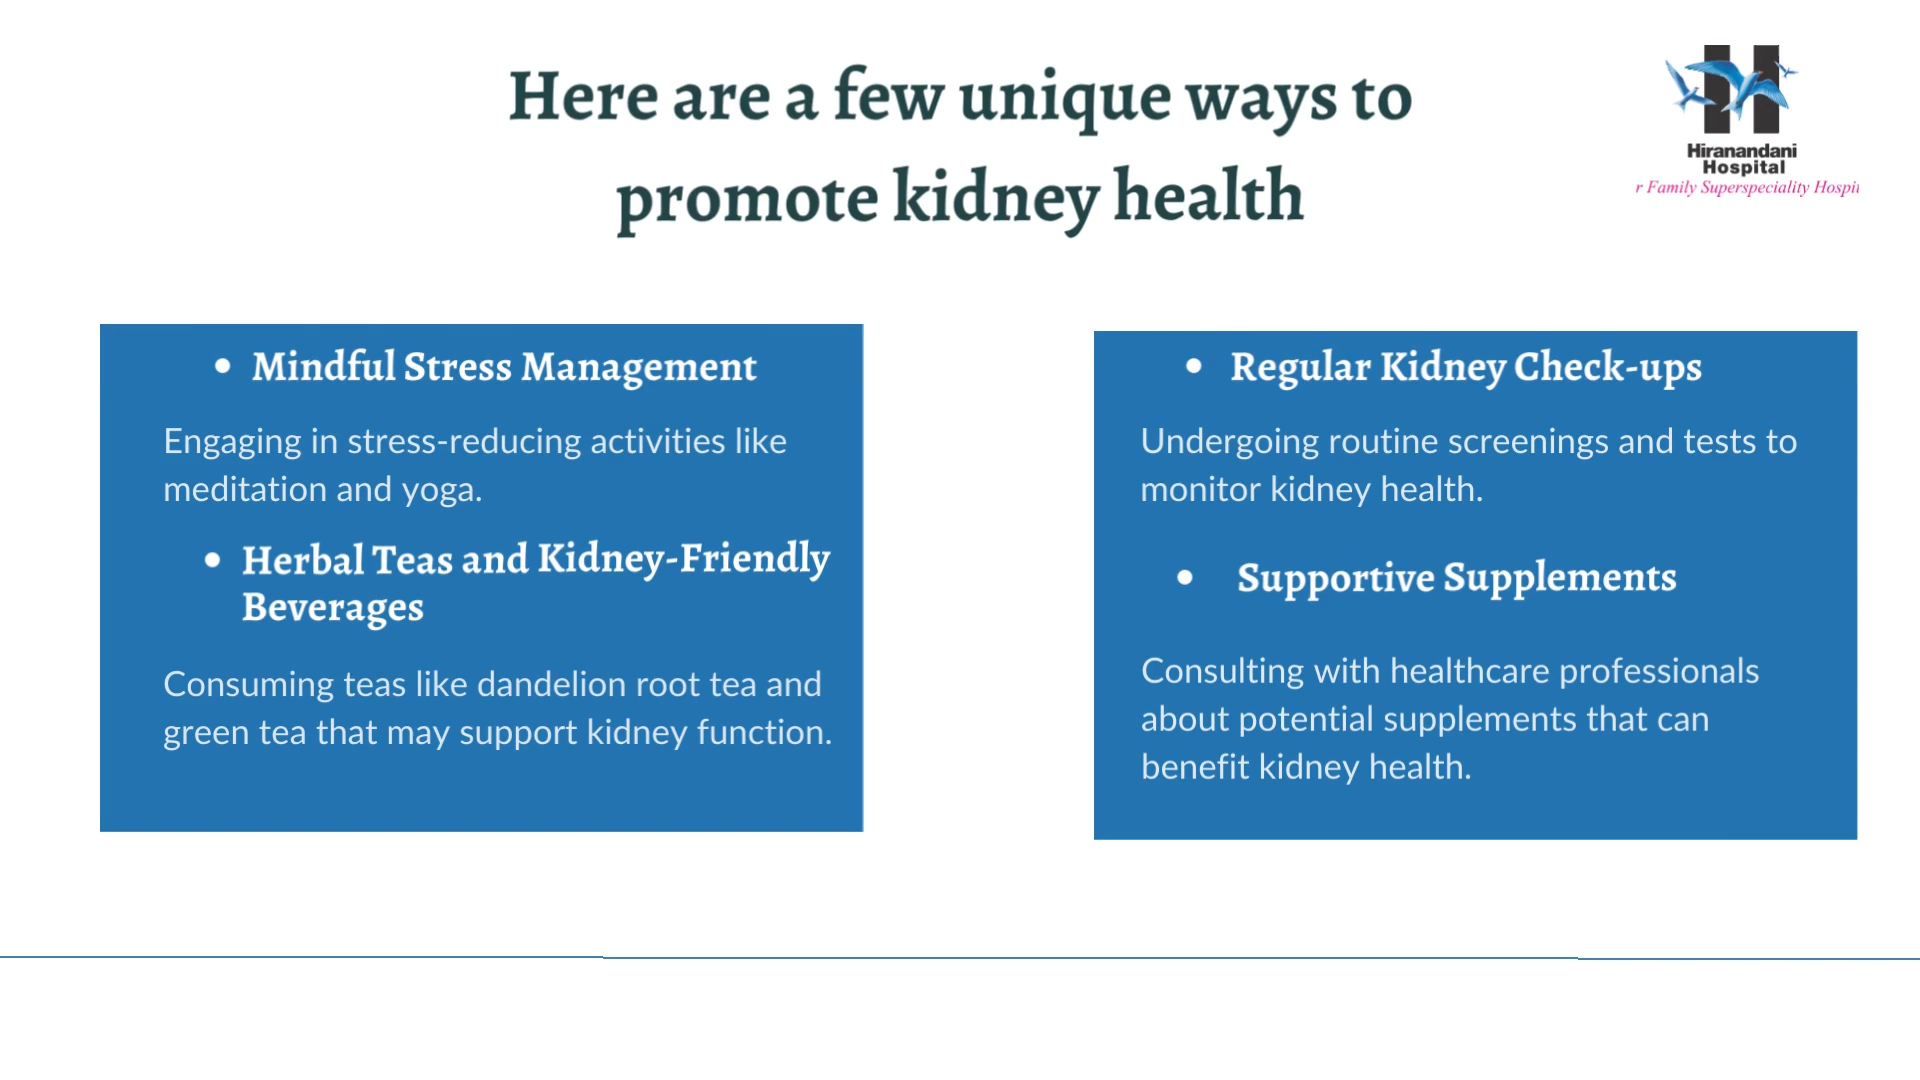 Here are a few unique ways to
promote kidney health
Hiranandani
Hospital
r Family Superspeciality Hospi
• Mindful Stress Management
Engaging in stress-reducing activities like
meditation and yoga.
• Herbal Teas and Kidney-Friendly
Beverages
Consuming teas like dandelion root tea and
green tea that may support kidney function.
• Regular Kidney Check-ups
Undergoing routine screenings and tests to
monitor kidney health.
• Supportive Supplements
Consulting with healthcare professionals
about potential supplements that can
benefit kidney health.